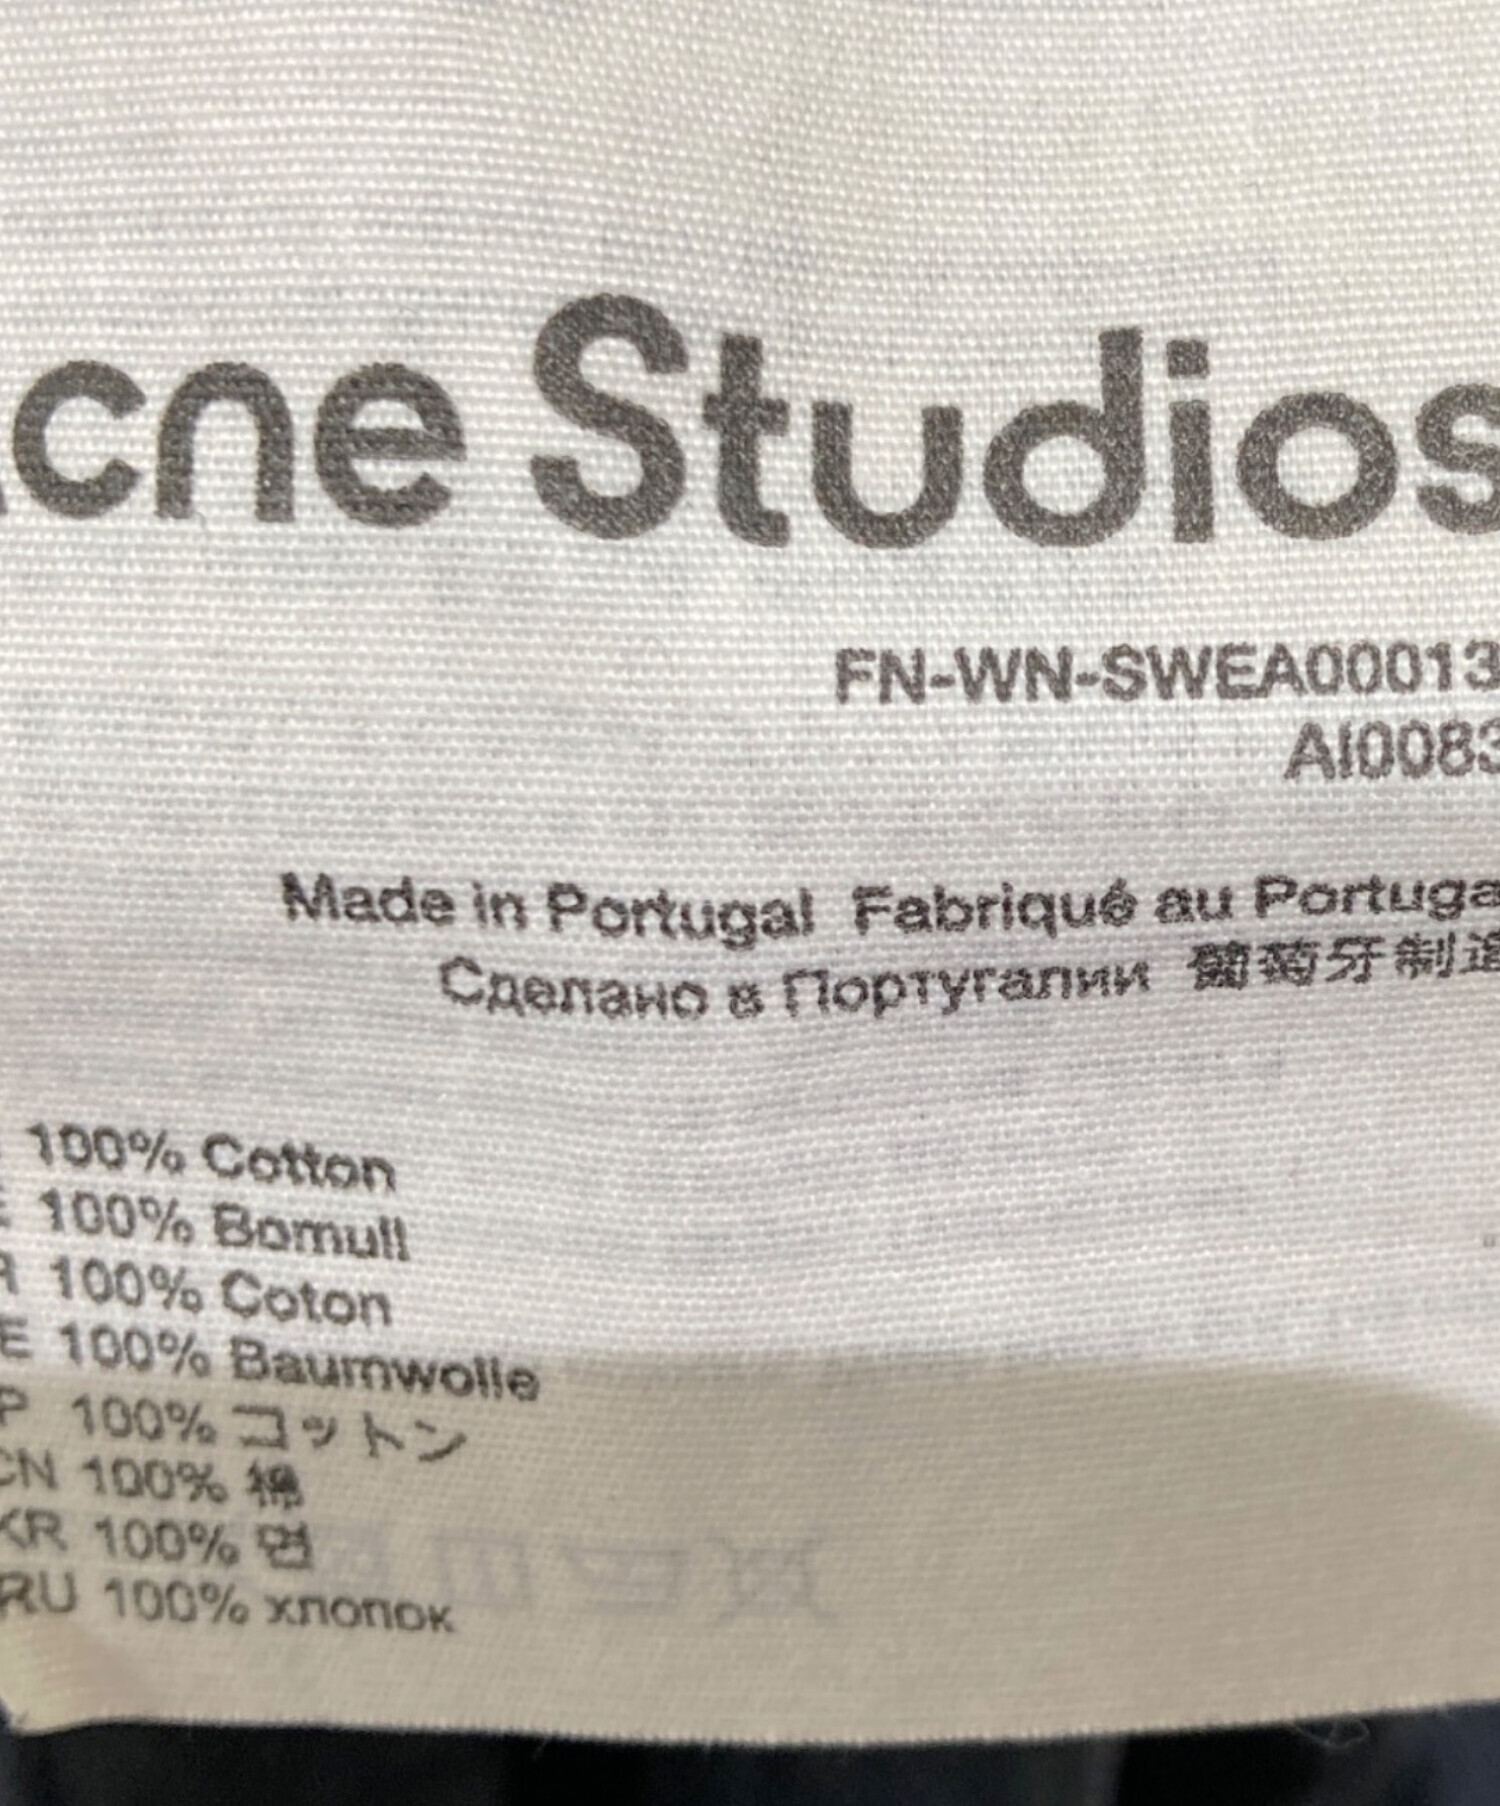 Acne Studios
FN-WN-SWEA00013
AI0083
Made in Portugal Fabriqué au Portuga
Сделано в Португалии 葡萄牙制造
100% Cotton
E 100% Bomull
R 100% Coton
E 100% Baumwolle
P 100% コットン
CN 100% 棉
KR 100% 면
RU 100% хлопок